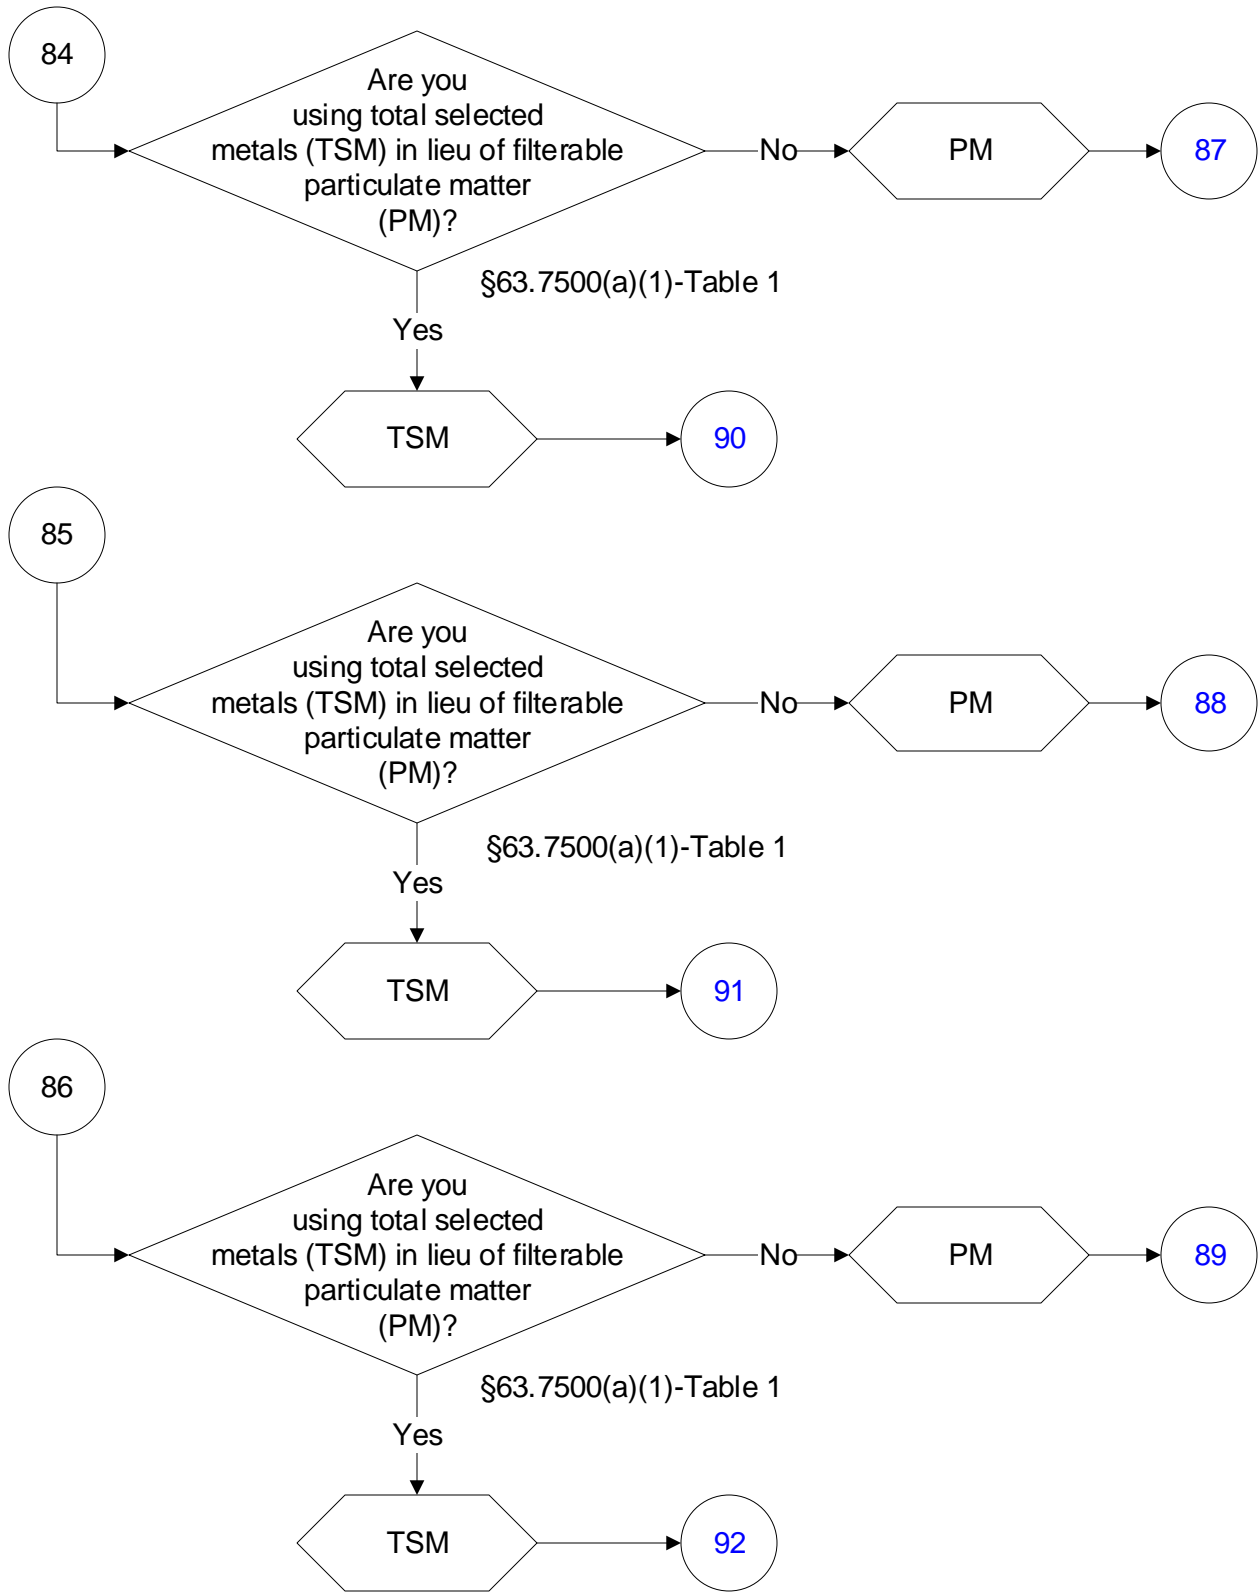 84
Are you
using total selected
metals (TSM) in lieu of filterable
particulate matter
(PM)?
No
PM
87
§63.7500(a)(1)-Table 1
Yes
TSM
90
85
Are you
using total selected
metals (TSM) in lieu of filterable
particulate matter
(PM)?
No
PM
88
§63.7500(a)(1)-Table 1
Yes
TSM
91
86
Are you
using total selected
metals (TSM) in lieu of filterable
particulate matter
(PM)?
No
PM
89
§63.7500(a)(1)-Table 1
Yes
TSM
92